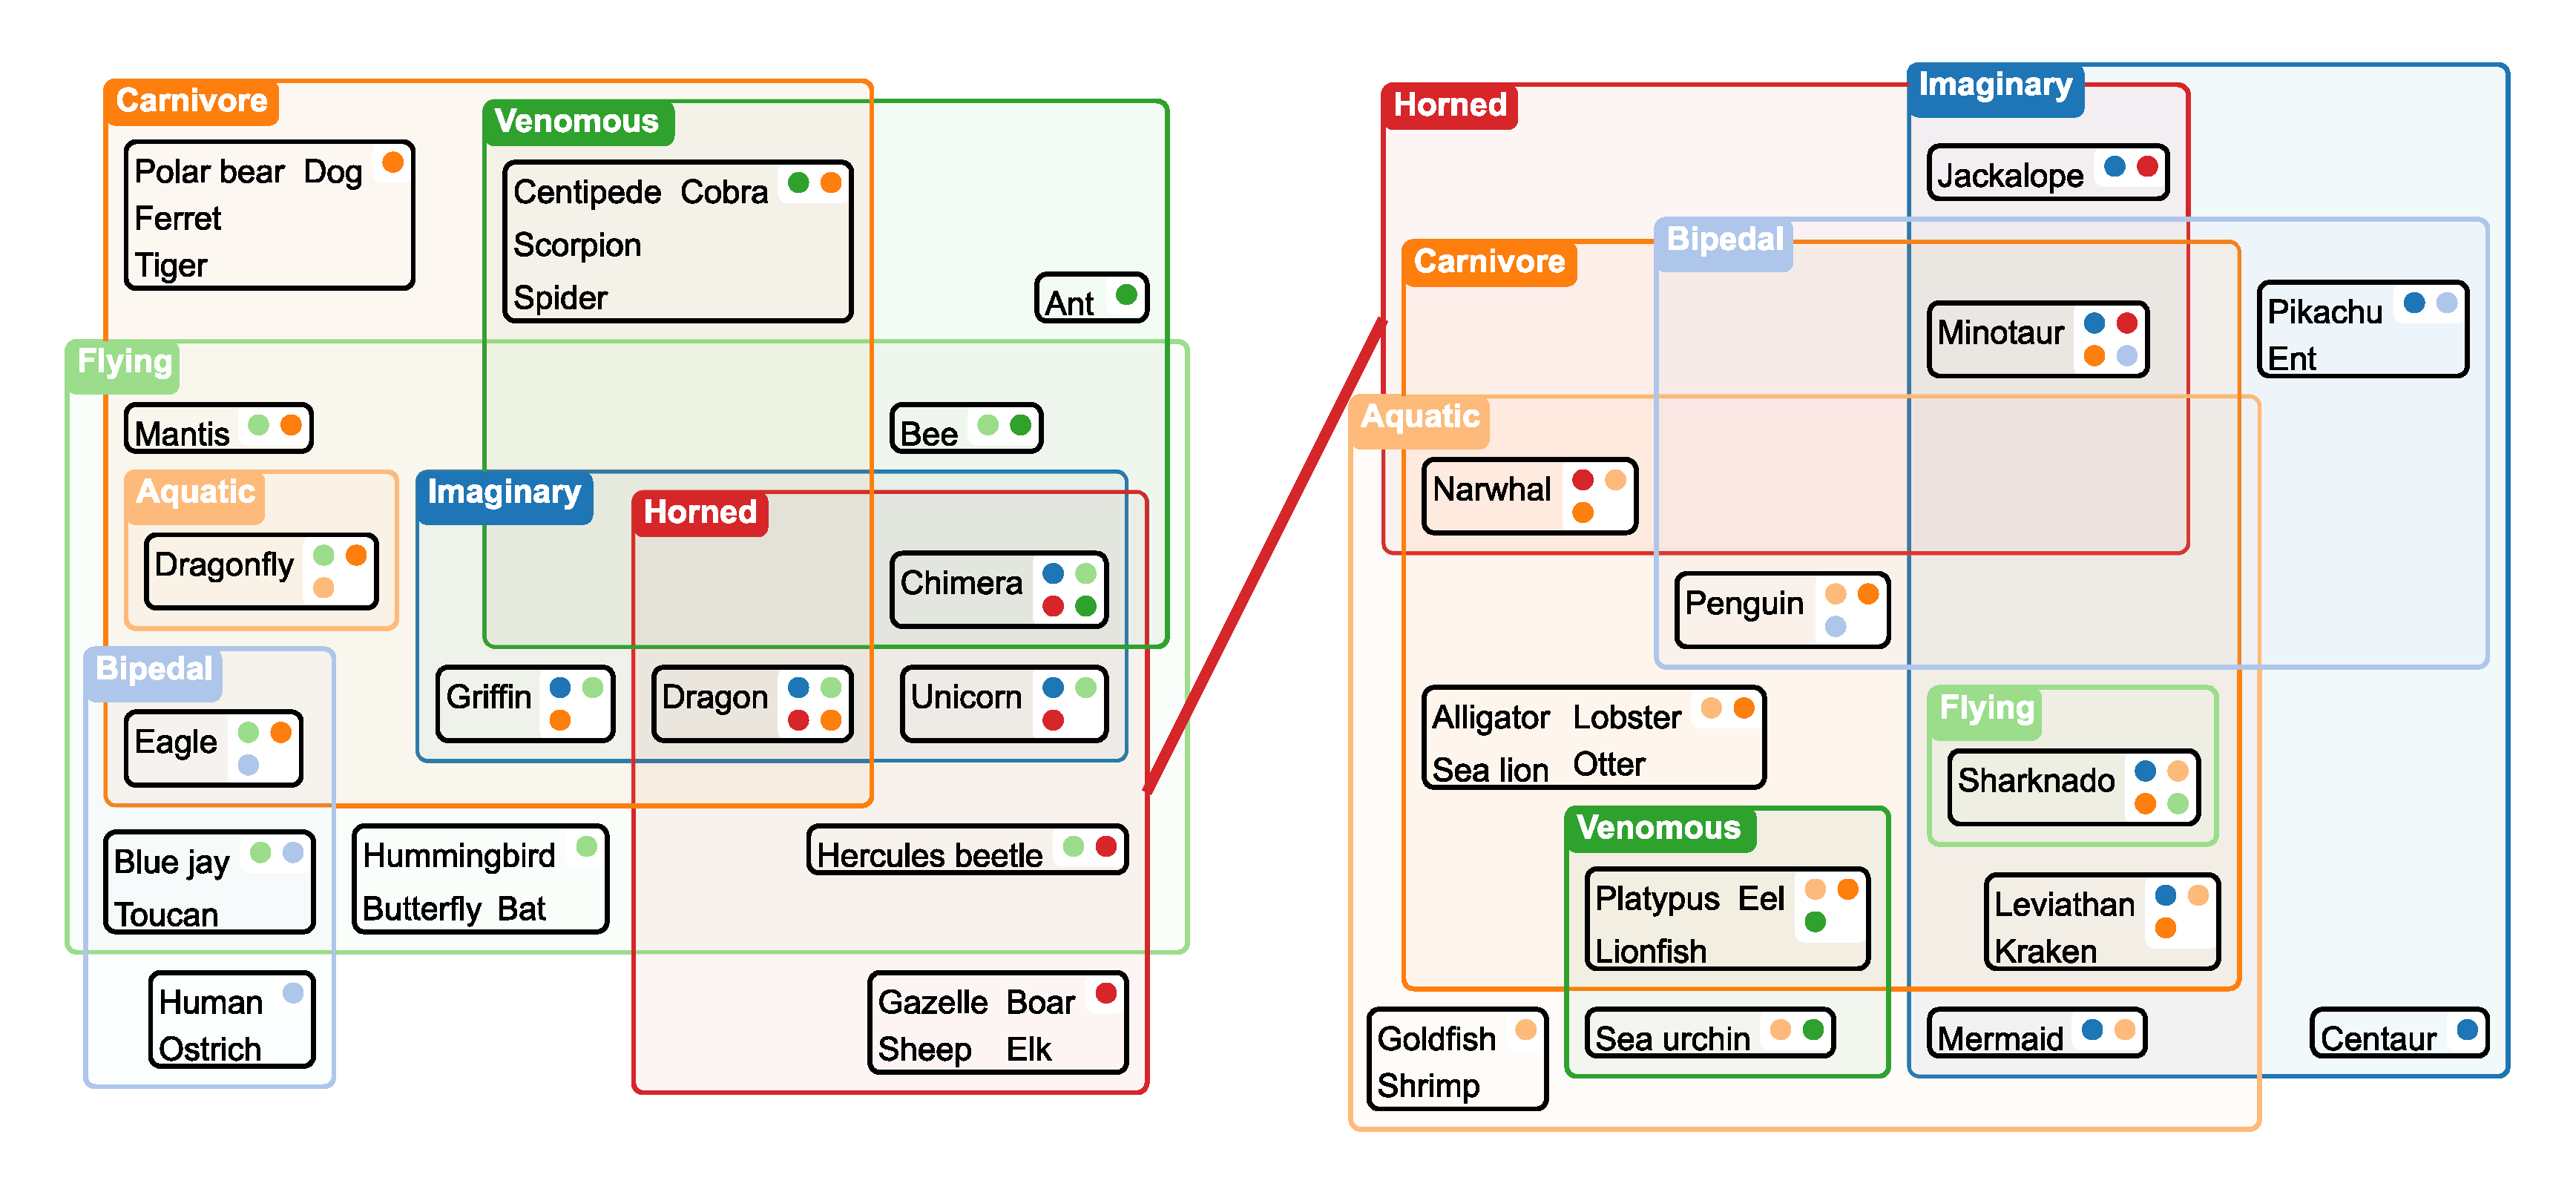 Carnivore
Polar bear Dog
Ferret
Tiger
Venomous
Centipede Cobra
Scorpion
Spider
Ant
Flying
Mantis
Bee
Aquatic
Dragonfly
Imaginary
Horned
Chimera
Bipedal
Eagle
Griffin
Dragon
Unicorn
Blue jay
Toucan
Hummingbird
Butterfly Bat
Hercules beetle
Human
Ostrich
Gazelle Boar
Sheep Elk
Horned
Imaginary
Jackalope
Bipedal
Carnivore
Minotaur
Pikachu
Ent
Aquatic
Narwhal
Penguin
Alligator Lobster
Sea lion Otter
Flying
Sharknado
Venomous
Platypus Eel
Lionfish
Leviathan
Kraken
Goldfish
Shrimp
Sea urchin
Mermaid
Centaur